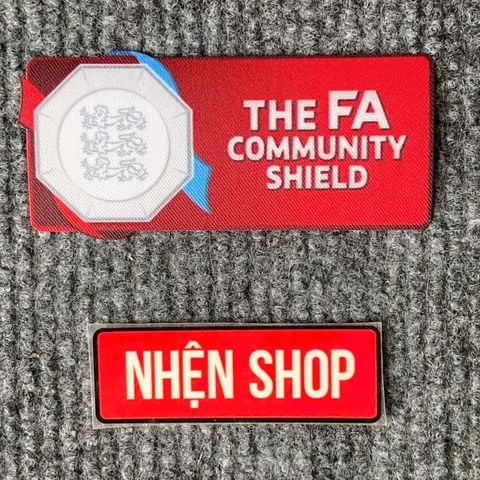 THE FA
COMMUNITY
SHIELD
NHỆN SHOP